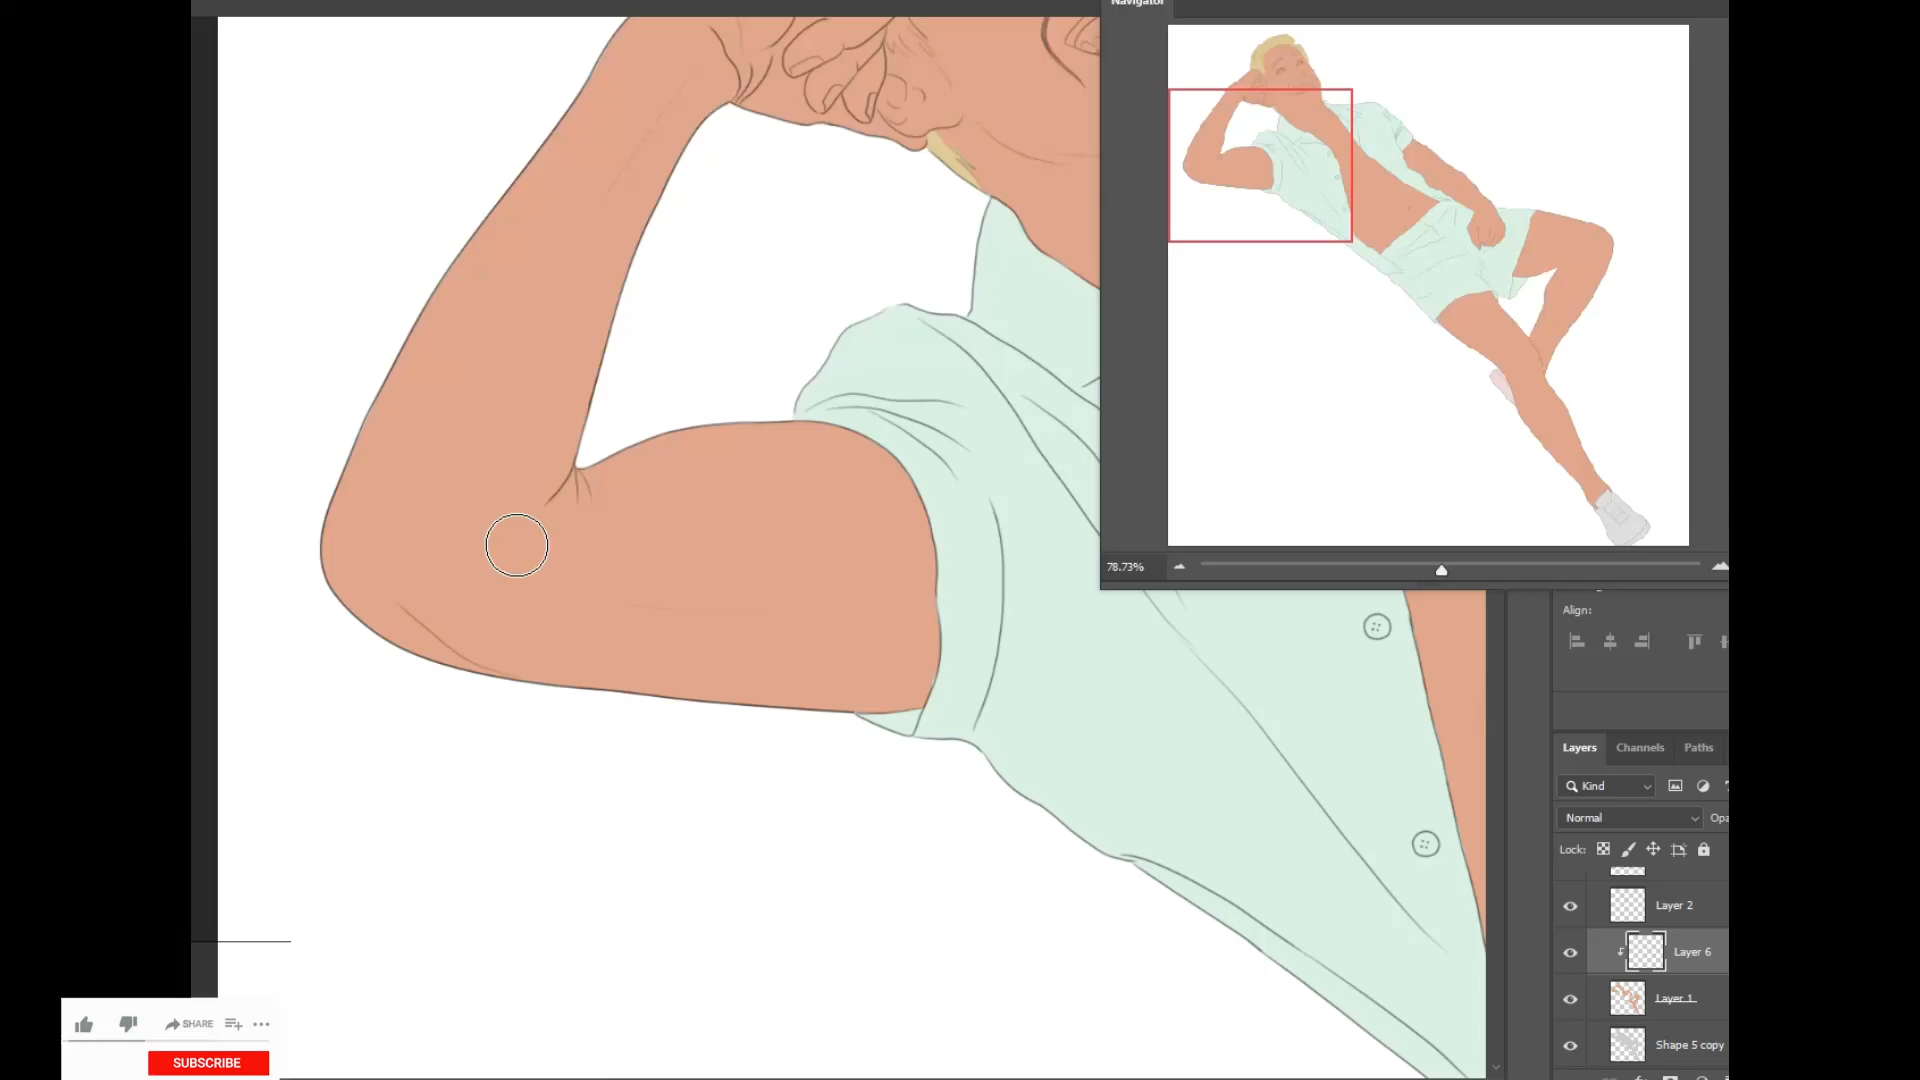 Navigator
78.73%
Align:
Layers Channels Paths
Kind
Normal Opa
Lock:
Layer 2
Layer 6
Layer 1
Shape 5 copy
SHARE
SUBSCRIBE